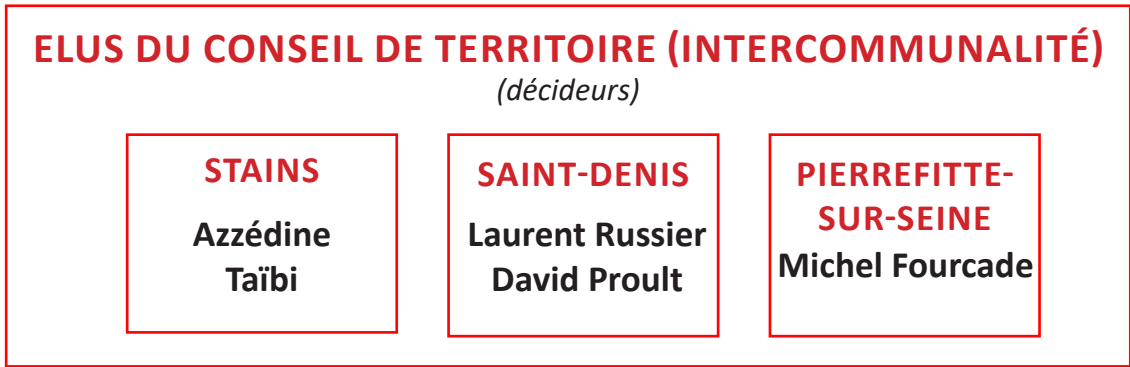 ELUS DU CONSEIL DE TERRITOIRE (INTERCOMMUNALITÉ)
(décideurs)
STAINS
Azzédine
Taïbi
SAINT-DENIS
Laurent Russier
David Proult
PIERREFITTE-
SUR-SEINE
Michel Fourcade